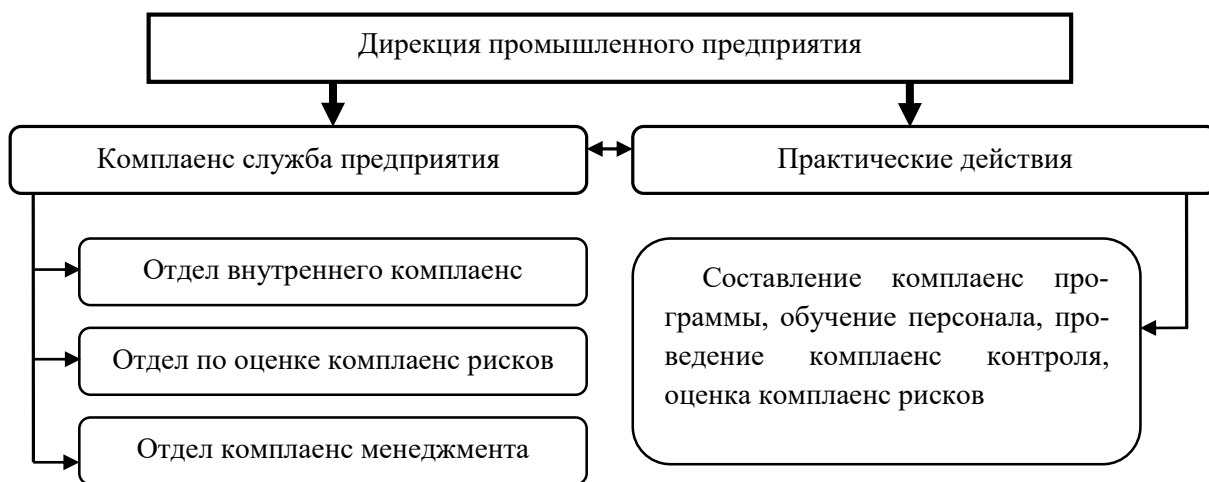 Дирекция промышленного предприятия
Комплаенс служба предприятия
Практические действия
Отдел внутреннего комплаенс
Отдел по оценке комплаенс рисков
Отдел комплаенс менеджмента
Составление комплаенс про-
граммы, обучение персонала, про-
ведение комплаенс контроля,
оценка комплаенс рисков